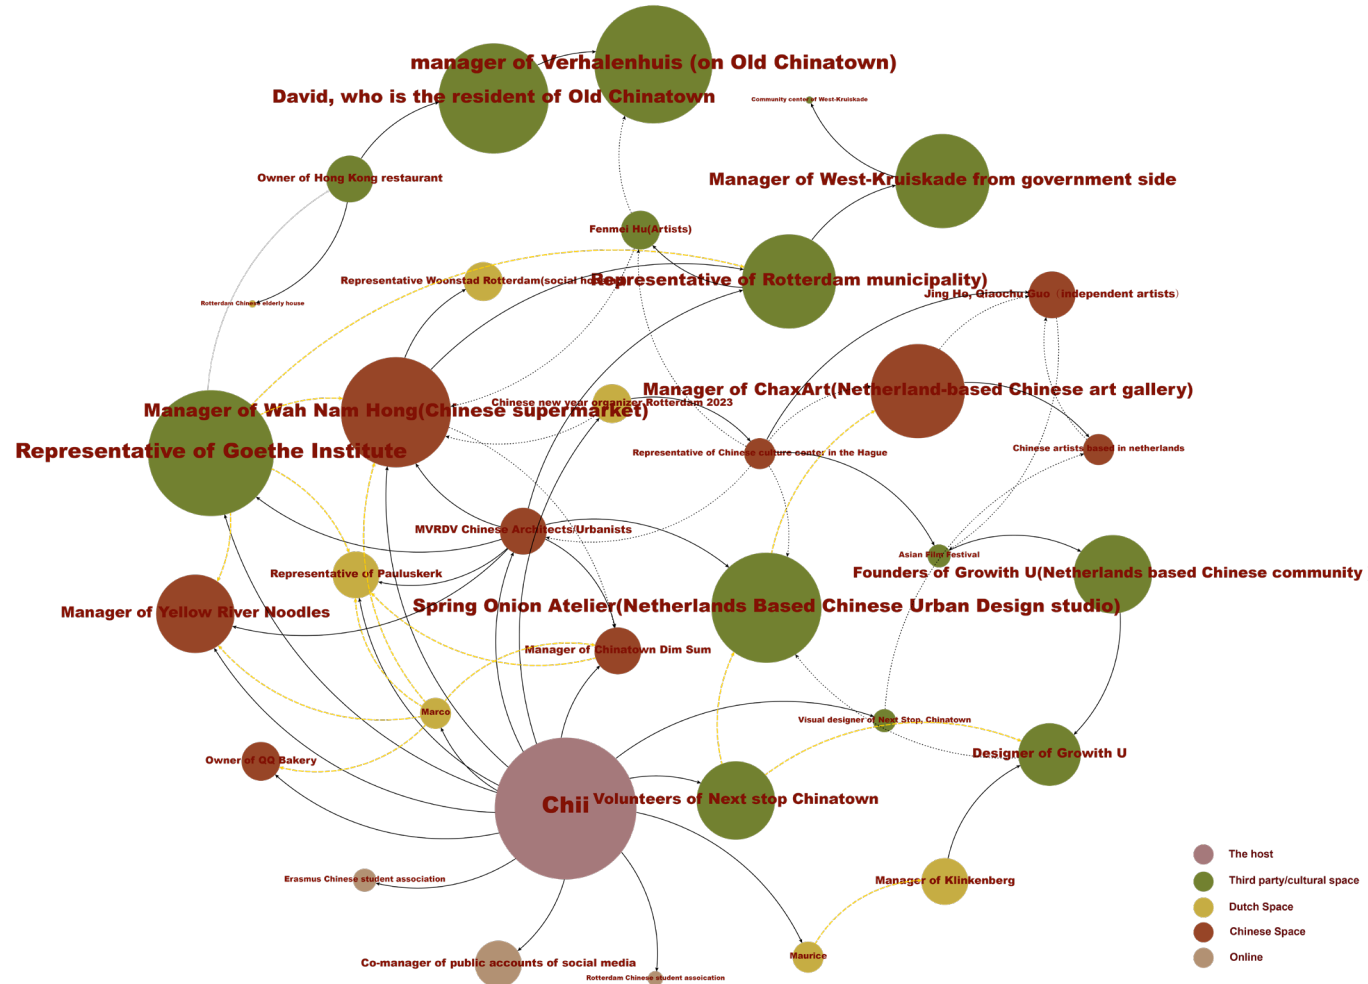 manager of Verhalenhuis (on Old Chinatown)
David, who is the resident of Old Chinatown
Community center of West-Kruiskade
Owner of Hong Kong restaurant
Manager of West-Kruiskade from government side
Fenmei Hu(Artists)
Representative Woonstad Rotterdam(social housing)
Representative of Rotterdam municipality)
Jing Ho, Qiaochu Guo (independent artists)
Rotterdam Chinese elderly house
Manager of ChaxArt(Netherland-based Chinese art gallery)
Chinese new year organizer Rotterdam 2023
Manager of Wah Nam Hong(Chinese supermarket)
Representative of Goethe Institute
Representative of Chinese culture center in the Hague
Chinese artists based in netherlands
MVRDV Chinese Architects/Urbanists
Asian Film Festival
Representative of Pauluskerk
Founders of Growth U(Netherlands based Chinese community
Manager of Yellow River Noodles
Spring Onion Atelier(Netherlands Based Chinese Urban Design studio)
Manager of Chinatown Dim Sum
Marco
Visual designer of Next Stop, Chinatown
Owner of QQ Bakery
Designer of Growith U
Chii
Volunteers of Next stop Chinatown
Erasmus Chinese student association
Manager of Klinkenberg
Co-manager of public accounts of social media
Maurice
Rotterdam Chinese student assoication
The host
Third party/cultural space
Dutch Space
Chinese Space
Online